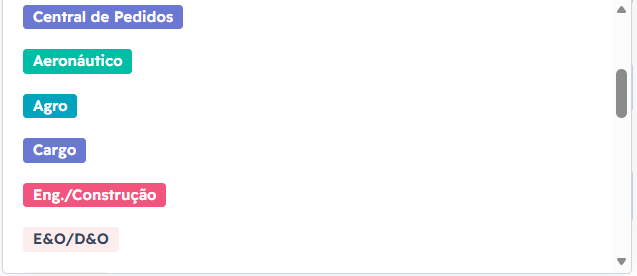 Central de Pedidos
Aeronáutico
Agro
Cargo
Eng./Construção
E&O/D&O